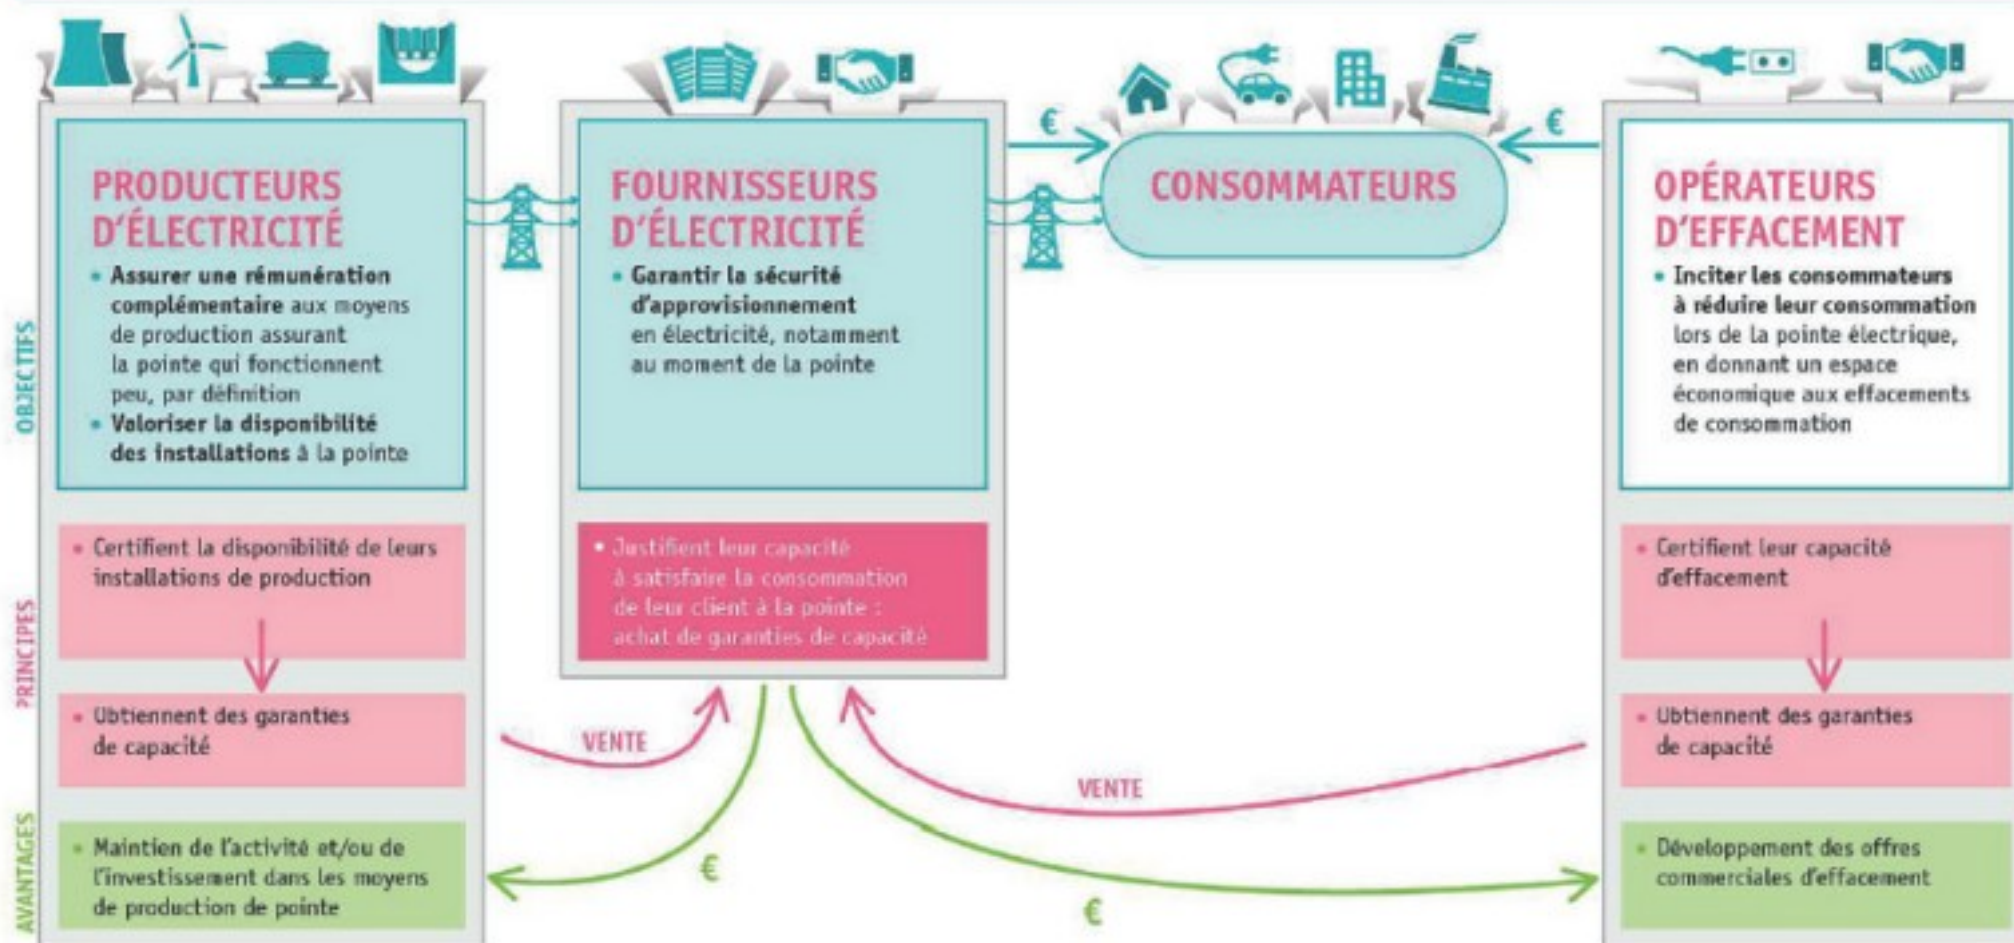 PRODUCTEURS
D'ÉLECTRICITÉ
• Assurer une rémunération
complémentaire aux moyens
de production assurant
la pointe qui fonctionnent
peu, par définition
• Valoriser la disponibilité
des installations à la pointe
FOURNISSEURS
D'ÉLECTRICITÉ
• Garantir la sécurité
d'approvisionnement
en électricité, notamment
au moment de la pointe
€
CONSOMMATEURS
€
OPÉRATEURS
D'EFFACEMENT
• Inciter les consommateurs
à réduire leur consommation
lors de la pointe électrique,
en donnant un espace
économique aux effacements
de consommation
OBJECTIFS
PRINCIPES
• Certifient la disponibilité de leurs
installations de production
• Obtiennent des garanties
de capacité
• Justifient leur capacité
à satisfaire la consommation
de leur client à la pointe :
achat de garanties de capacité
• Certifient leur capacité
d'effacement
• Obtiennent des garanties
de capacité
VENTE
VENTE
AVANTAGES
• Maintien de l'activité et/ou de
l'investissement dans les moyens
de production de pointe
€
€
• Développement des offres
commerciales d'effacement